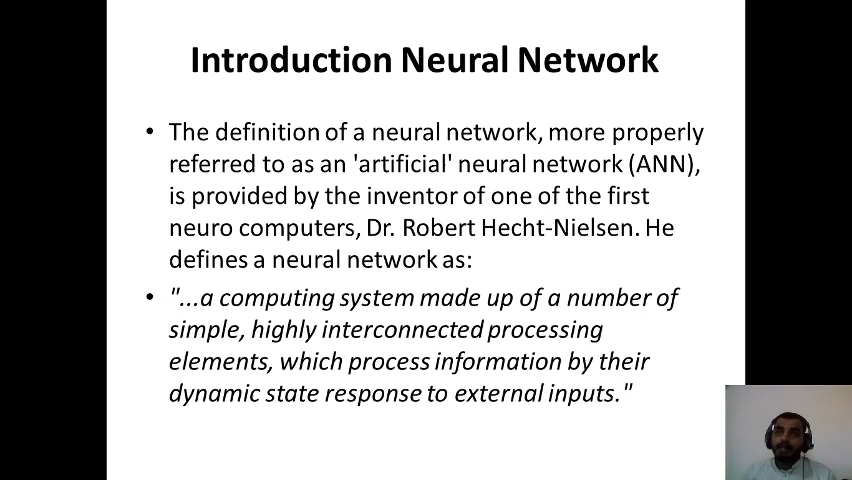 Introduction Neural Network
• The definition of a neural network, more properly
referred to as an 'artificial' neural network (ANN),
is provided by the inventor of one of the first
neuro computers, Dr. Robert Hecht-Nielsen. He
defines a neural network as:
• "...a computing system made up of a number of
simple, highly interconnected processing
elements, which process information by their
dynamic state response to external inputs."